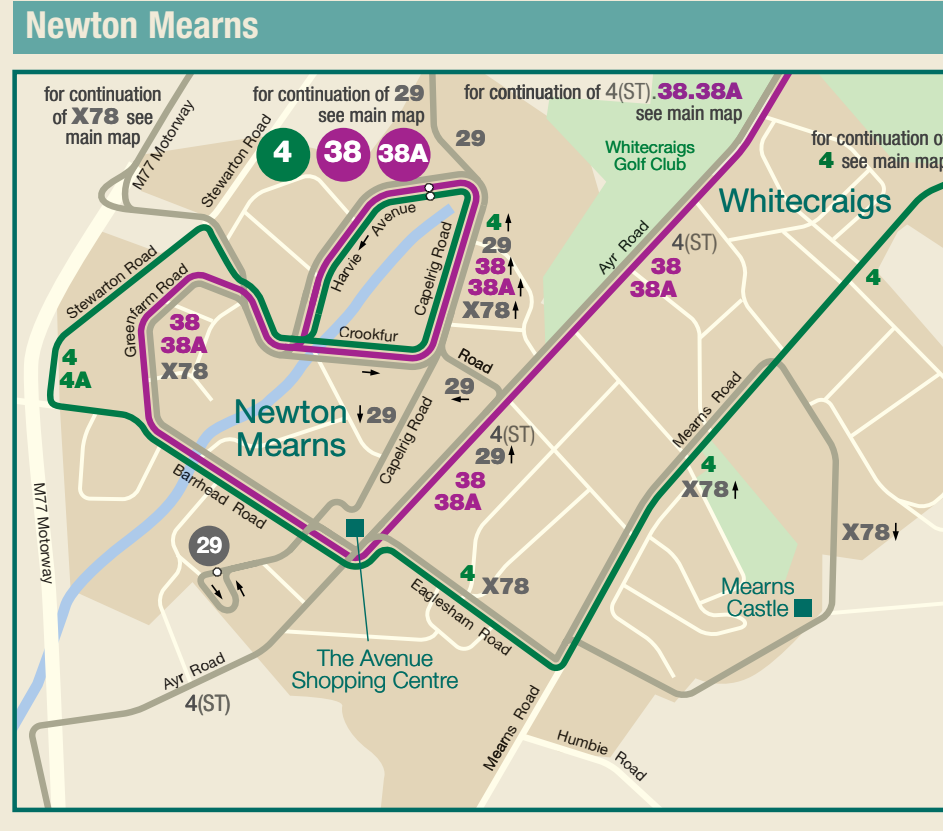 Newton Mearns
for continuation
of X78 see
main map
for continuation of 29
see main map
for continuation of 4(ST).38.38A
see main map
for continuation o
4 see main map
4
38
38A
29
M77 Motorway
Stewarton Road
Whitecraigs
Golf Club
Whitecraigs
Harvie Avenue
Capelrig Road
4
29
38
38A
X78
Ayr Road
4(ST)
38
38A
4
Stewarton Road
Greenfarm Road
38
38A
X78
4
4A
Crookfur
Road
29
29
Newton
Mearns
Capelrig Road
4(ST)
29
38
38A
Mearns Road
4
X78
Barrhead Road
M77 Motorway
29
X78
4
X78
Eaglesham Road
Mearns
Castle
The Avenue
Shopping Centre
Ayr Road
4(ST)
Mearns Road
Humbie Road